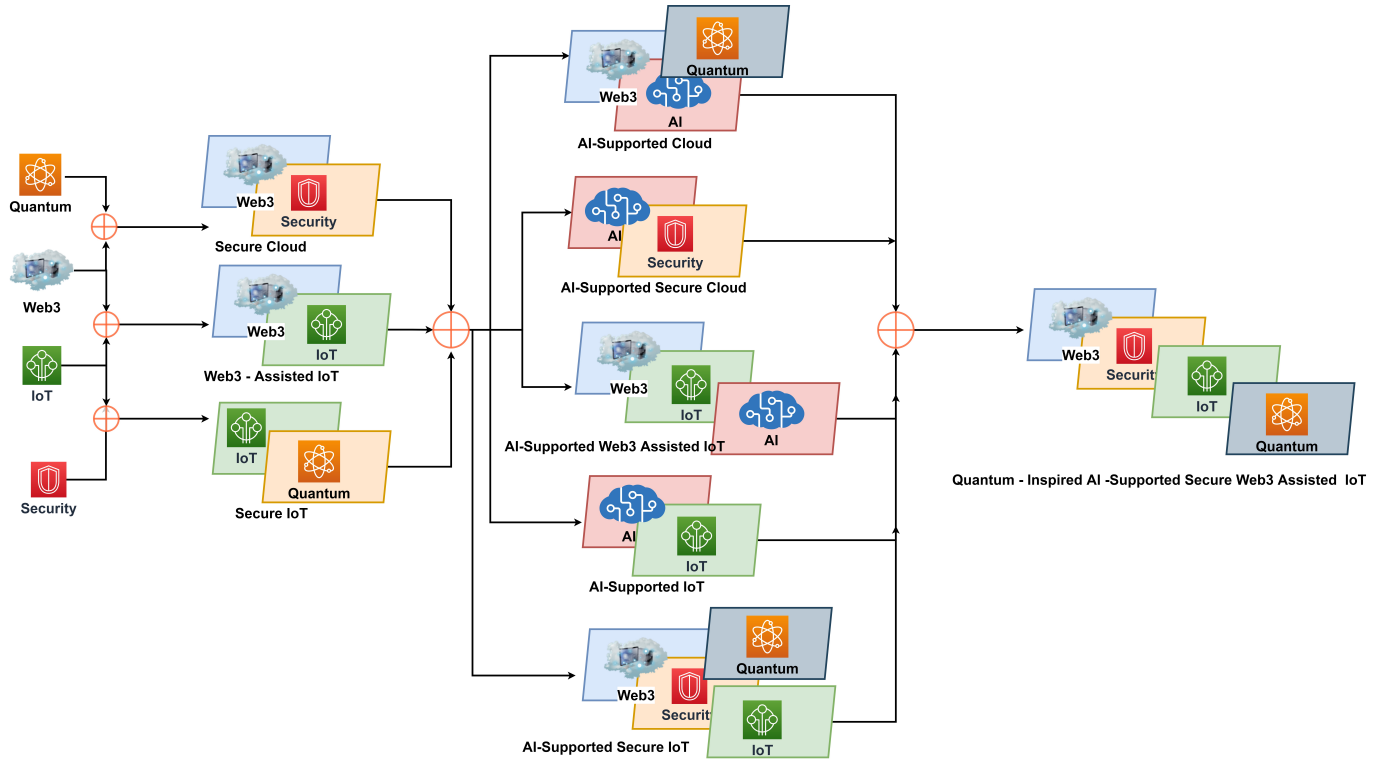 Quantum
Web3
IoT
Security
Web3
Security
Secure Cloud
Web3
IoT
Web3 - Assisted IoT
IoT
Quantum
Secure IoT
Quantum
Web3
AI
AI-Supported Cloud
AI
Security
AI-Supported Secure Cloud
Web3
IoT
AI
AI-Supported Web3 Assisted IoT
AI
IoT
AI-Supported IoT
Quantum
Web3
Securit
IoT
AI-Supported Secure IoT
Web3
Securit
IoT
Quantum
Quantum - Inspired AI -Supported Secure Web3 Assisted IoT